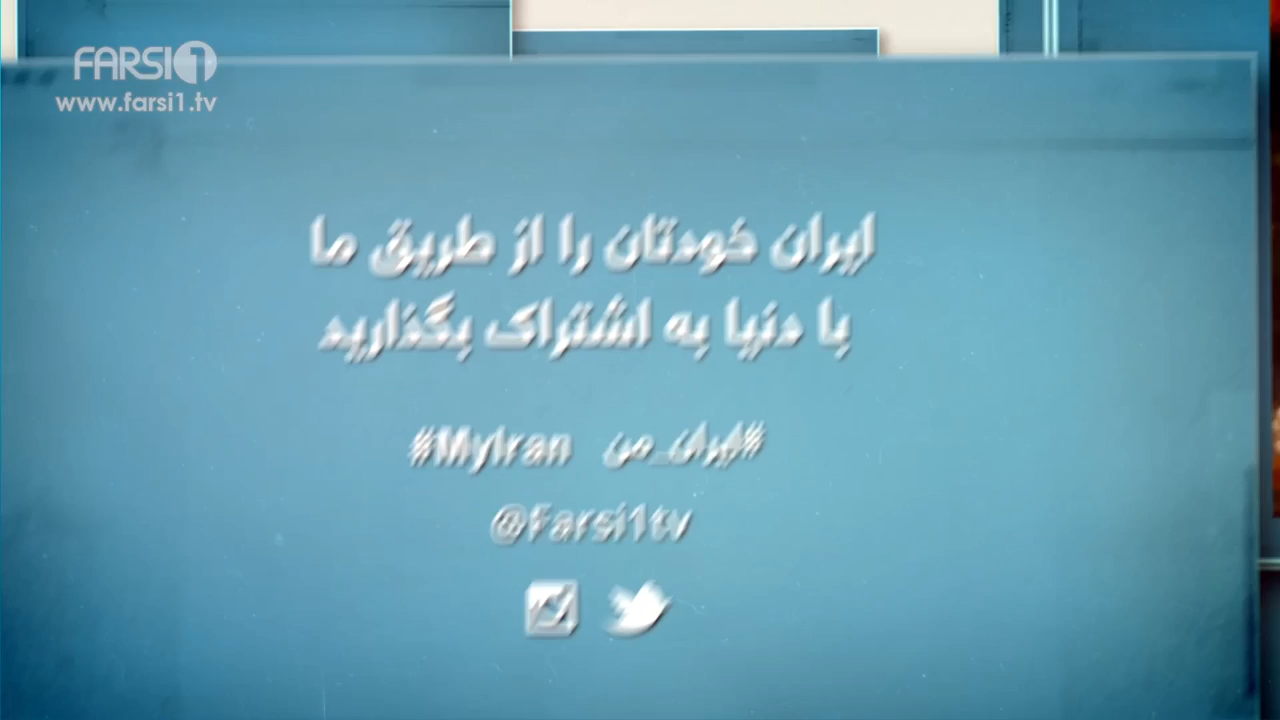 FARSI1
www.farsi1.tv
ایران خودتان را از طریق ما
با دنیا به اشتراک بگذارید
#ایران_من #MyIran
@Farsi1tv